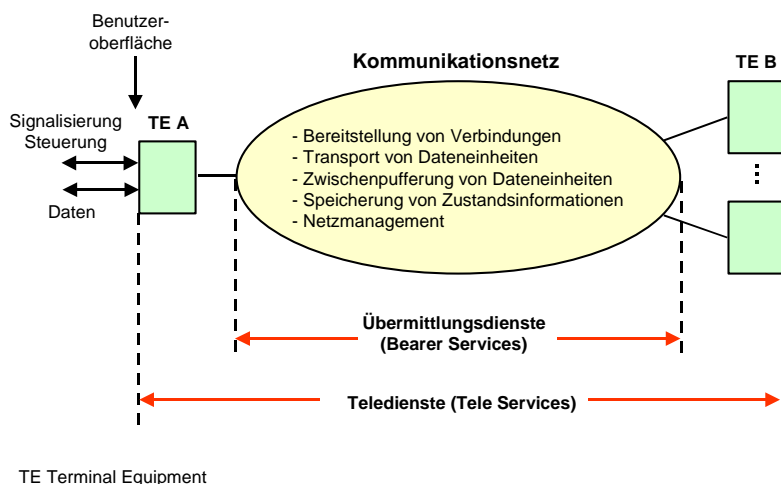 Benutzer-
oberfläche
Kommunikationsnetz
TE B
Signalisierung
Steuerung
TE A
Daten
- Bereitstellung von Verbindungen
- Transport von Dateneinheiten
- Zwischenpufferung von Dateneinheiten
- Speicherung von Zustandsinformationen
- Netzmanagement
Übermittlungsdienste
(Bearer Services)
Teledienste (Tele Services)
TE Terminal Equipment